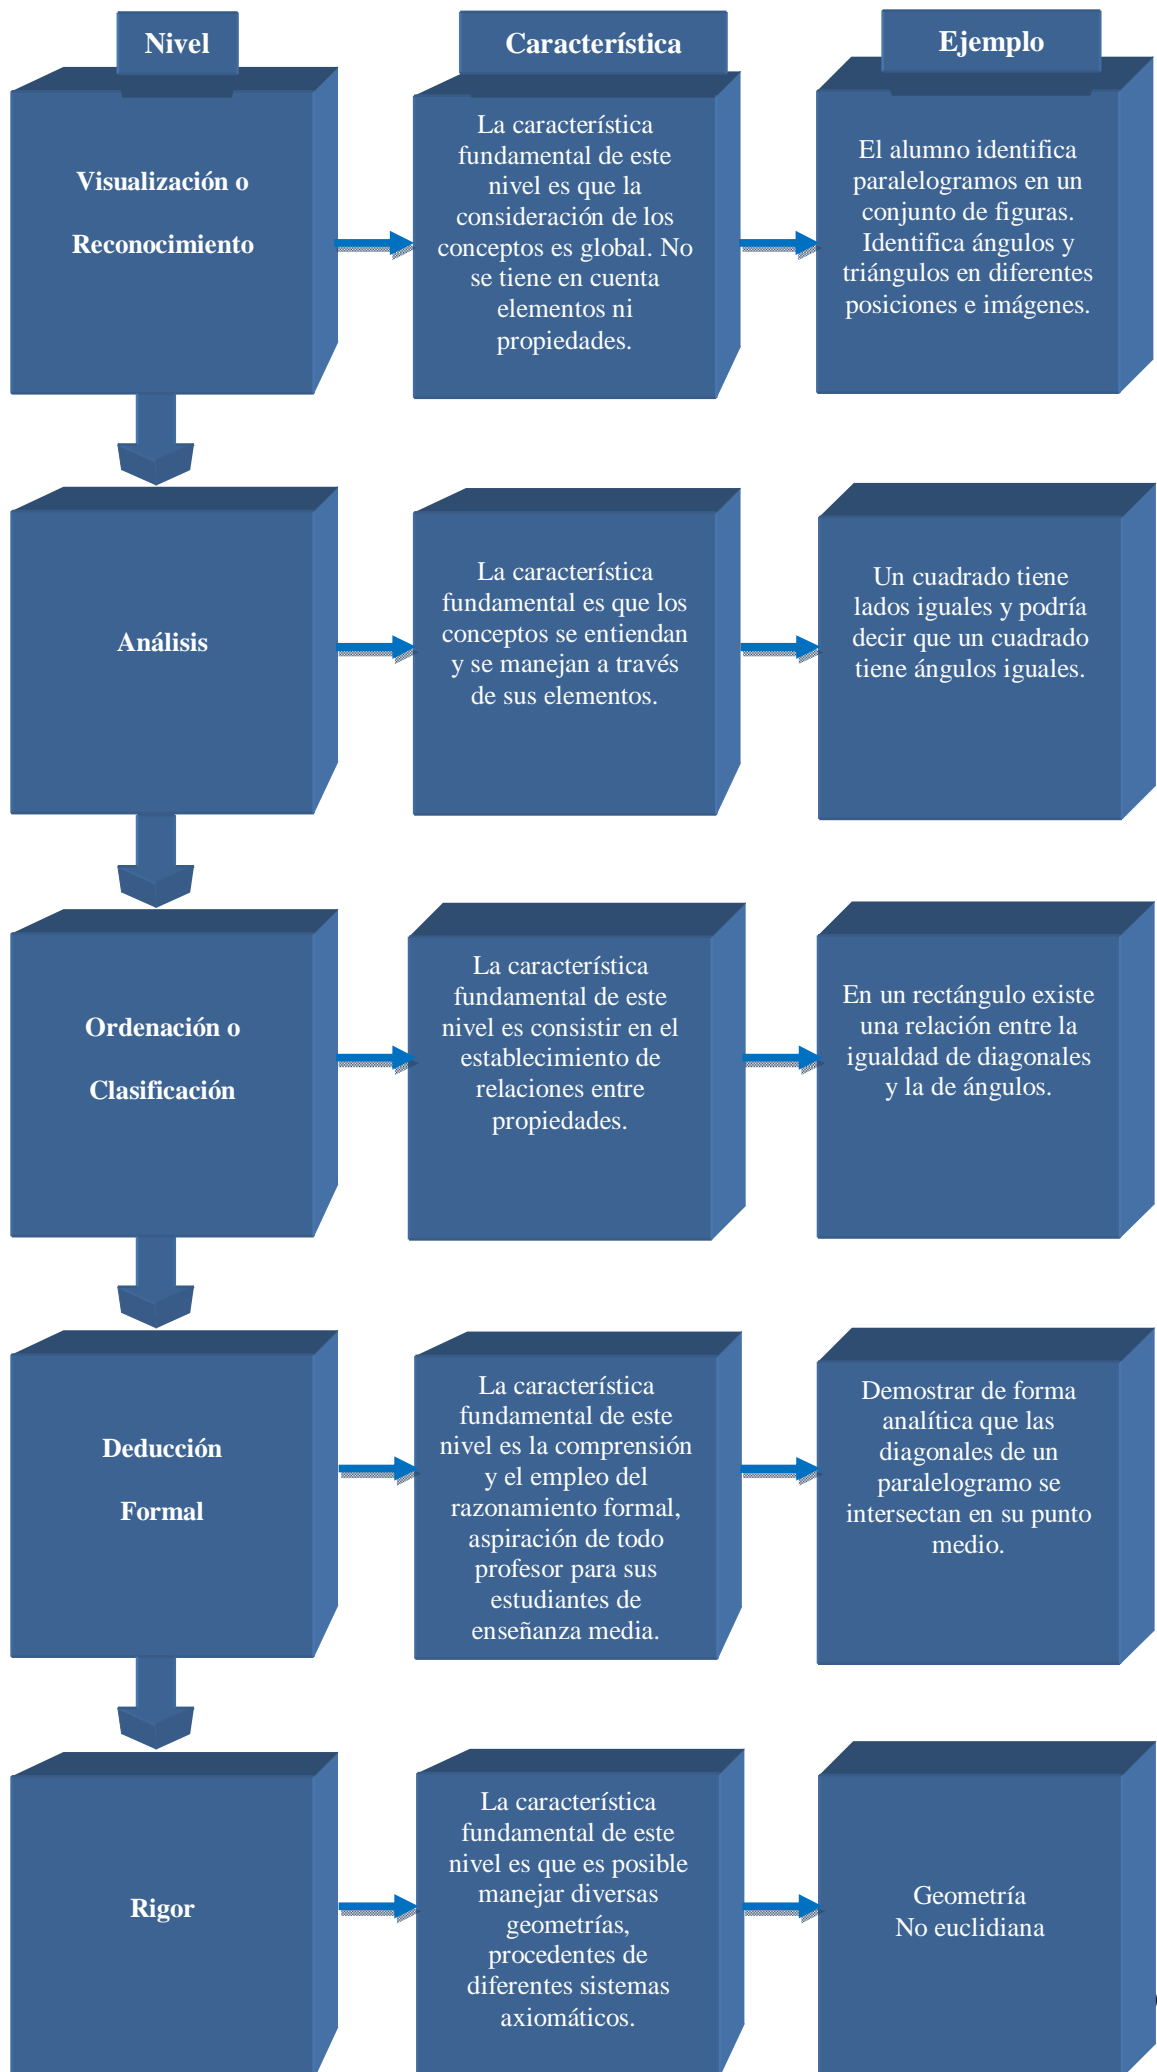 Nivel
Característica
Ejemplo
Visualización o
Reconocimiento
La característica
fundamental de este
nivel es que la
consideración de los
conceptos es global. No
se tiene en cuenta
elementos ni
propiedades.
El alumno identifica
paralelogramos en un
conjunto de figuras.
Identifica ángulos y
triángulos en diferentes
posiciones e imágenes.
Análisis
La característica
fundamental es que los
conceptos se entiendan
y se manejan a través
de sus elementos.
Un cuadrado tiene
lados iguales y podría
decir que un cuadrado
tiene ángulos iguales.
Ordenación o
Clasificación
La característica
fundamental de este
nivel es consistir en el
establecimiento de
relaciones entre
propiedades.
En un rectángulo existe
una relación entre la
igualdad de diagonales
y la de ángulos.
Deducción
Formal
La característica
fundamental de este
nivel es la comprensión
y el empleo del
razonamiento formal,
aspiración de todo
profesor para sus
estudiantes de
enseñanza media.
Demostrar de forma
analítica que las
diagonales de un
paralelogramo se
intersectan en su punto
medio.
Rigor
La característica
fundamental de este
nivel es que es posible
manejar diversas
geometrías,
procedentes de
diferentes sistemas
axiomáticos.
Geometría
No euclidiana